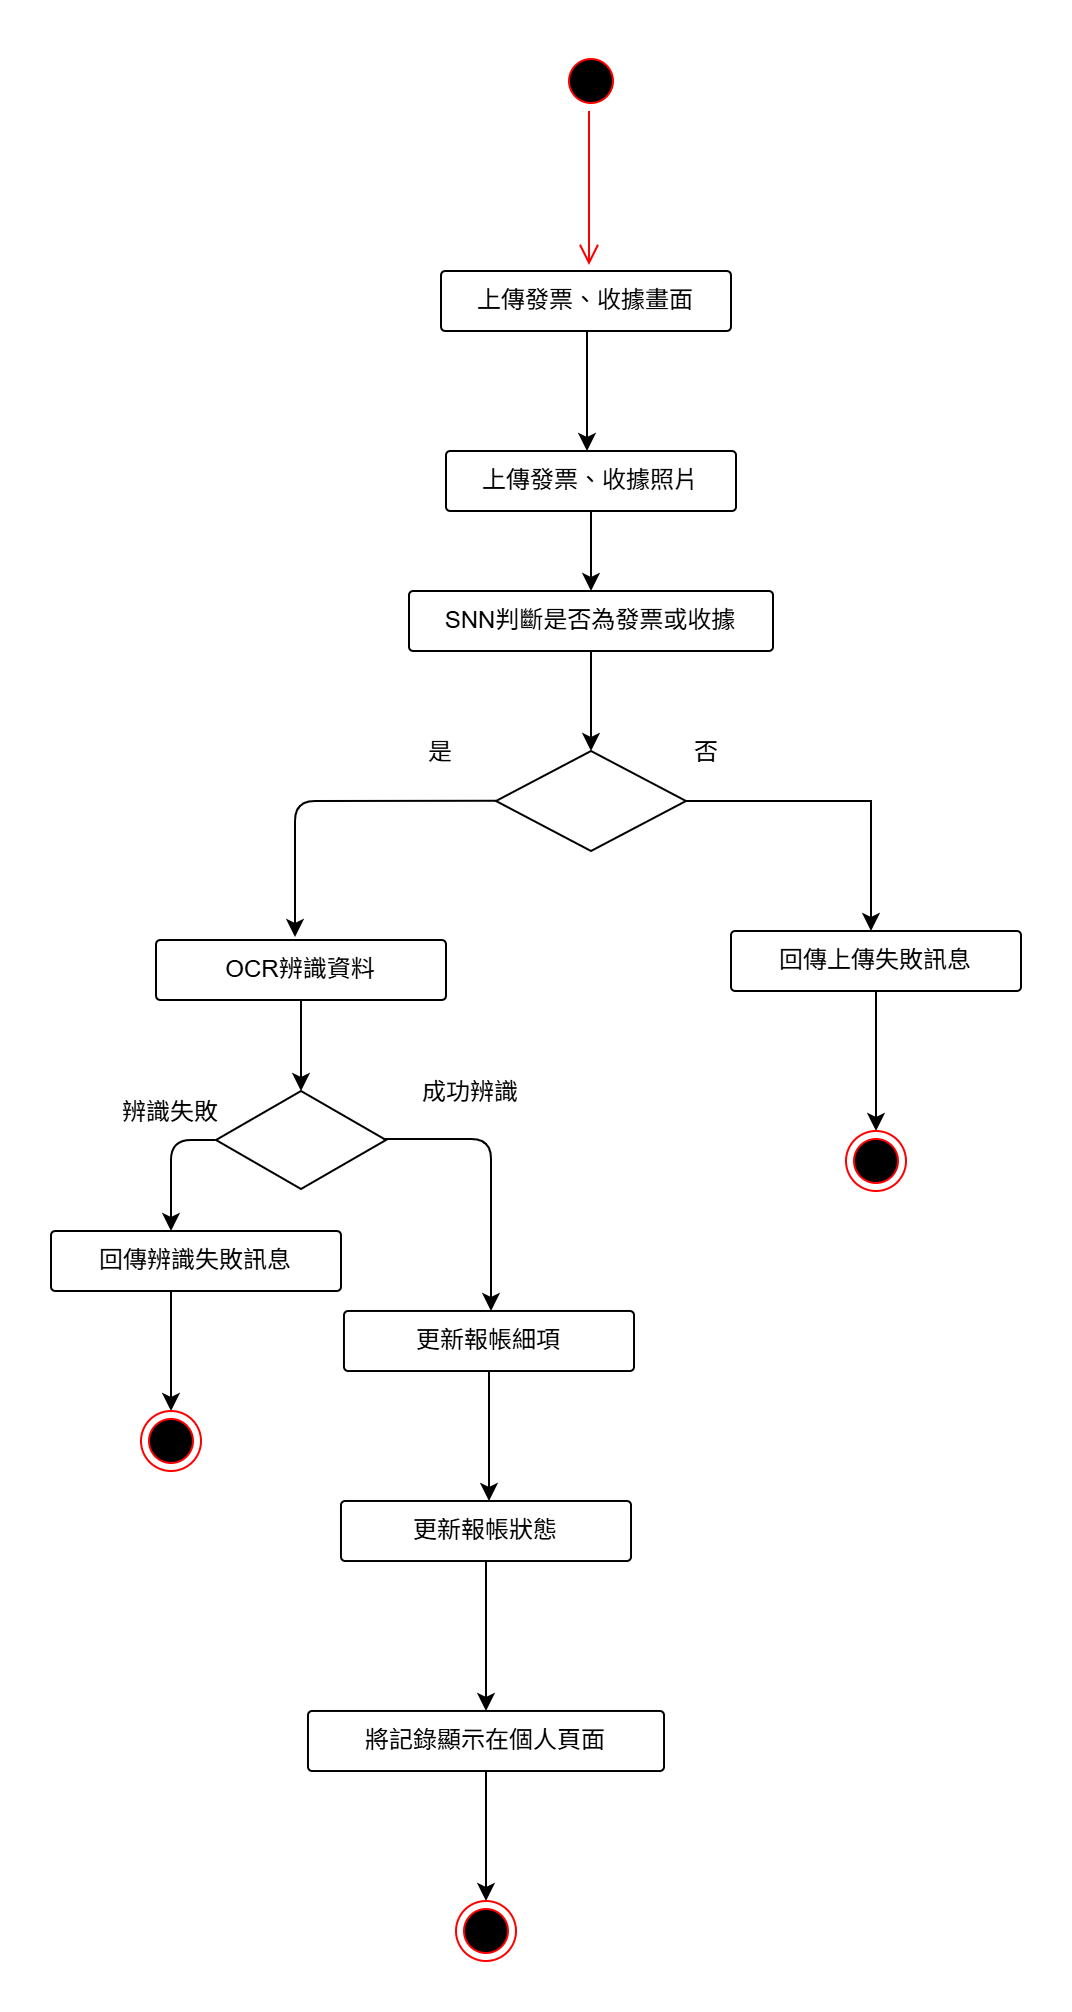 上傳發票、收據畫面
上傳發票、收據照片
SNN判斷是否為發票或收據
是
否
OCR辨識資料
回傳上傳失敗訊息
辨識失敗
成功辨識
回傳辨識失敗訊息
更新報帳細項
更新報帳狀態
將記錄顯示在個人頁面